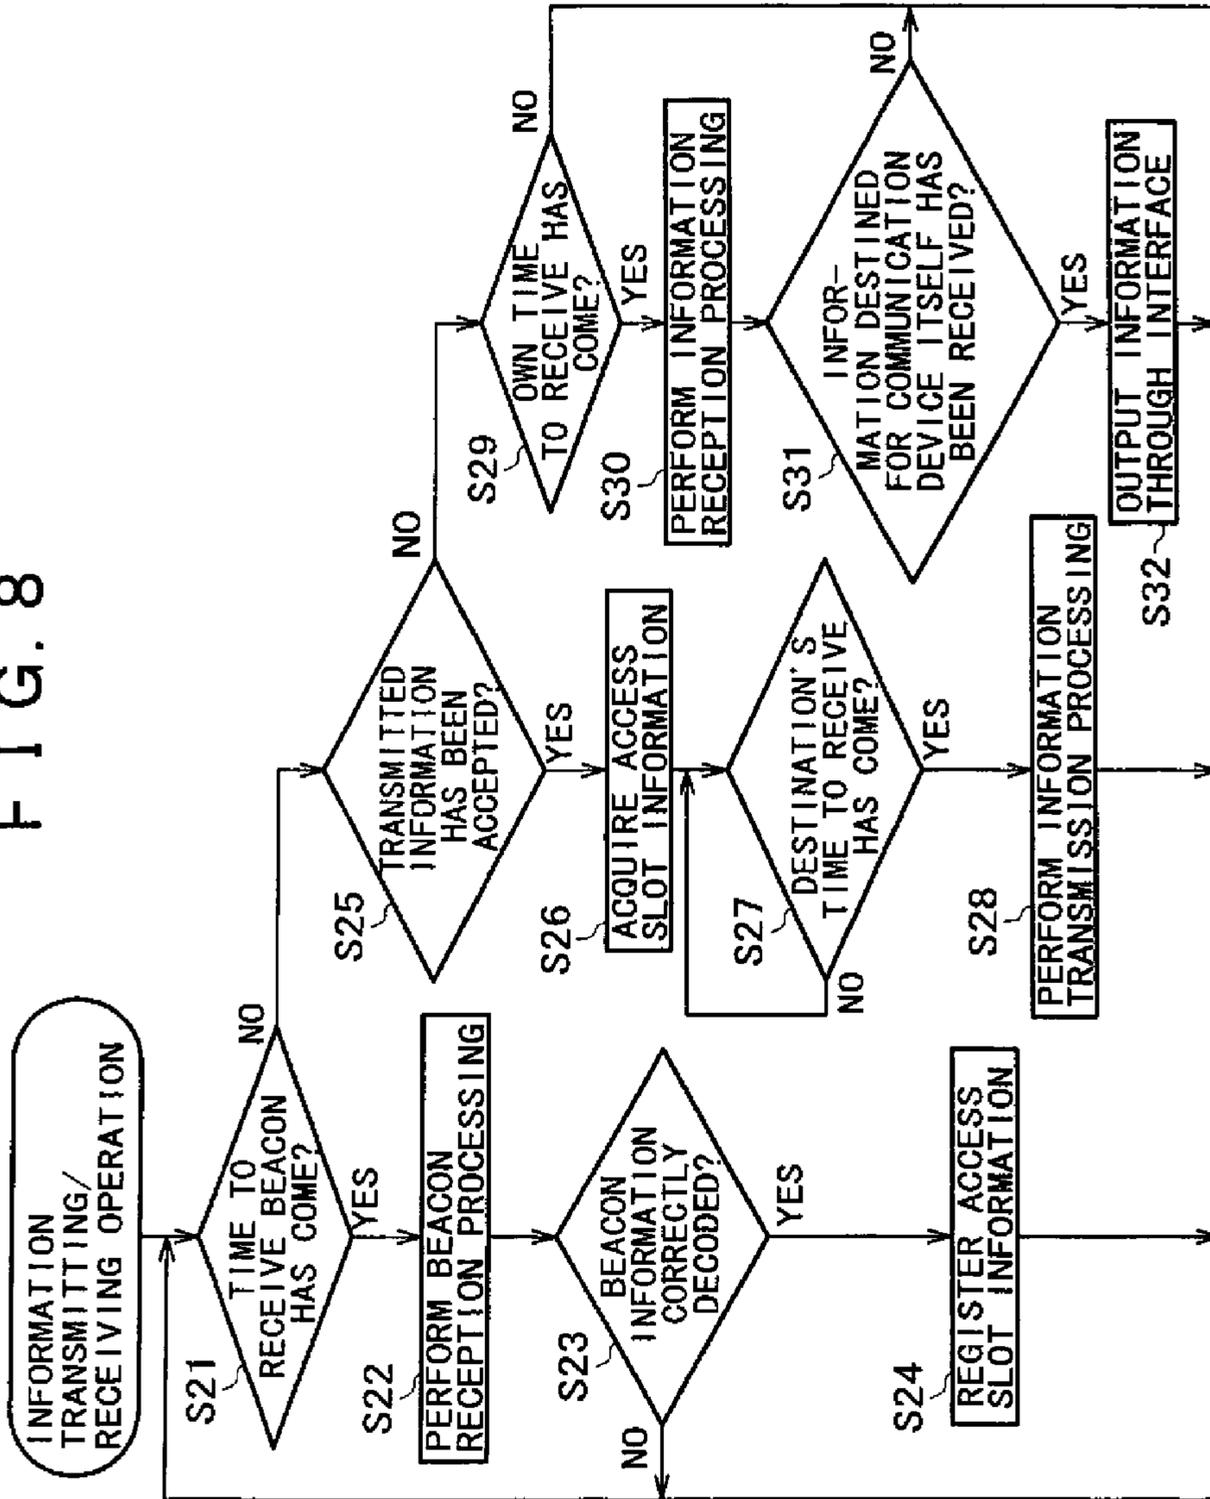 FIG. 8
INFORMATION
TRANSMITTING/
RECEIVING OPERATION
S21
TIME TO
RECEIVE BEACON
HAS COME?
NO
YES
S22
PERFORM BEACON
RECEPTION PROCESSING
S23
BEACON
INFORMATION
CORRECTLY
DECODED?
NO
YES
S24
REGISTER ACCESS
SLOT INFORMATION
S25
TRANSMITTED
INFORMATION
HAS BEEN
ACCEPTED?
NO
YES
S26
ACQUIRE ACCESS
SLOT INFORMATION
S27
DESTINATION'S
TIME TO RECEIVE
HAS COME?
NO
YES
S28
PERFORM INFORMATION
TRANSMISSION PROCESSING
S29
OWN TIME
TO RECEIVE HAS
COME?
NO
YES
S30
PERFORM INFORMATION
RECEPTION PROCESSING
S31
INFOR-
MATION DESTINED
FOR COMMUNICATION
DEVICE ITSELF HAS
BEEN RECEIVED?
NO
YES
S32
OUTPUT INFORMATION
THROUGH INTERFACE